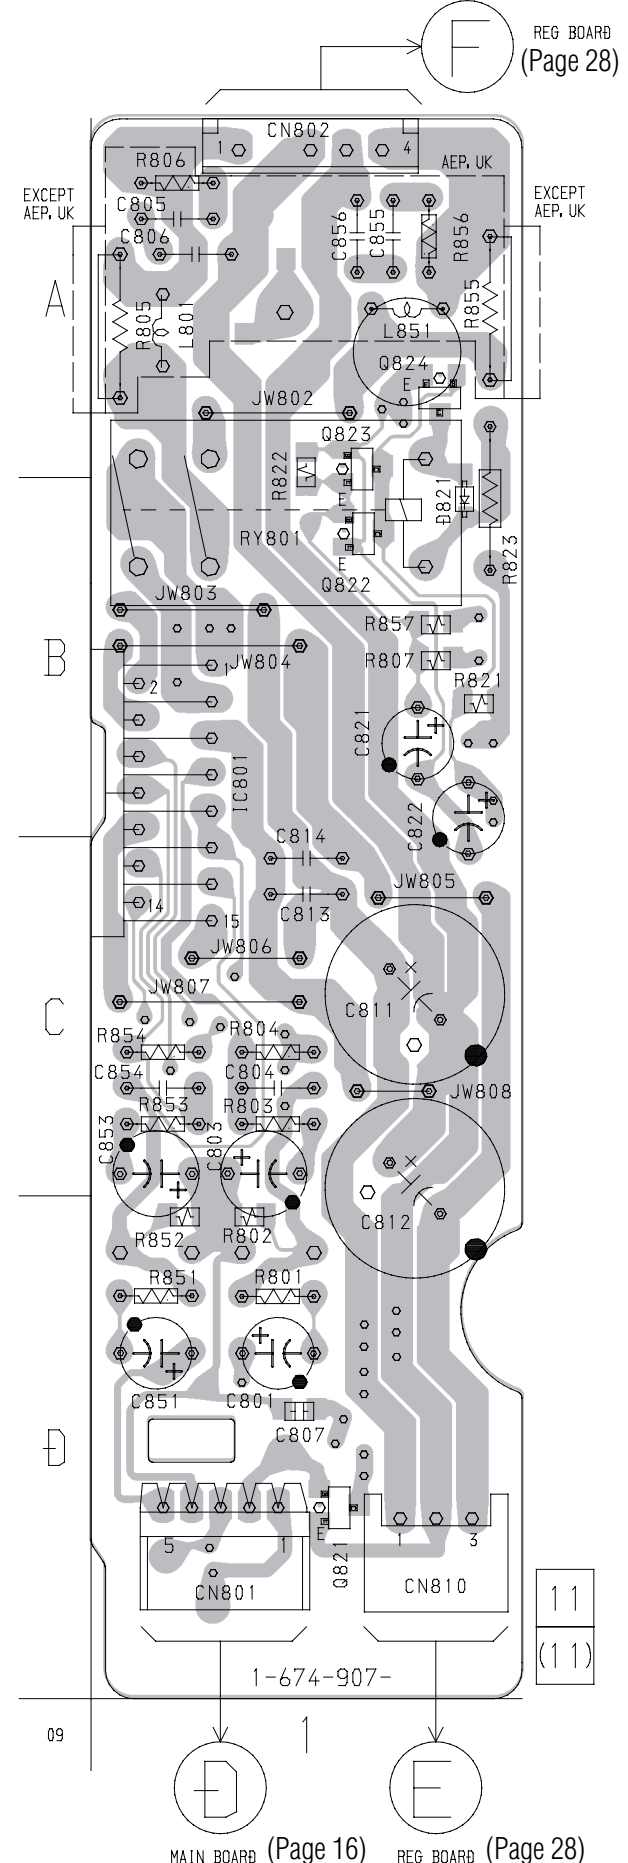 F
REG BOARD
(Page 28)
CN802
1
4
R806
AEP, UK
EXCEPT
AEP, UK
EXCEPT
AEP, UK
C805
C806
C856
C855
R856
A
R805
L801
R855
L851
Q824
E
JW802
Q823
R822
E
D821
RY801
R823
E
Q822
JW803
R857
B
JW804
R807
1
2
R821
C821
IC801
C822
C814
JW805
14
C813
15
JW806
JW807
C
C811
R854
R804
C854
C804
JW808
R853
R803
C853
C803
C812
R852
R802
R851
R801
C851
C801
C807
D
5
1
E
Q821
1
3
CN801
CN810
11
(11)
1-674-907-
09
1
D
E
MAIN BOARD (Page 16)
REG BOARD (Page 28)